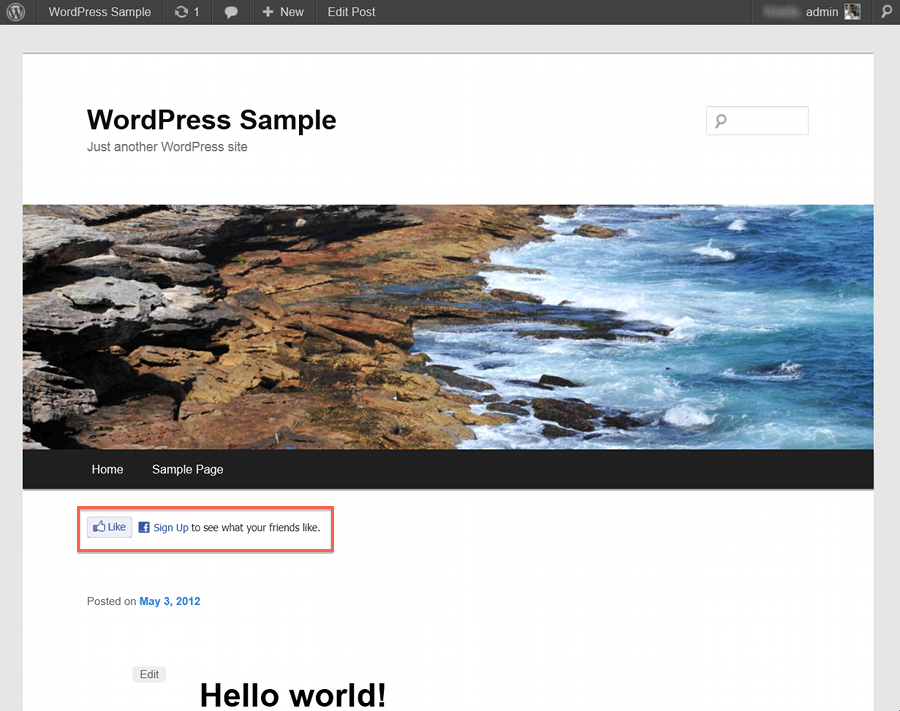 WordPress Sample 1 New Edit Post admin
WordPress Sample
Just another WordPress site
Home Sample Page
Like Sign Up to see what your friends like.
Posted on May 3, 2012
Edit
Hello world!